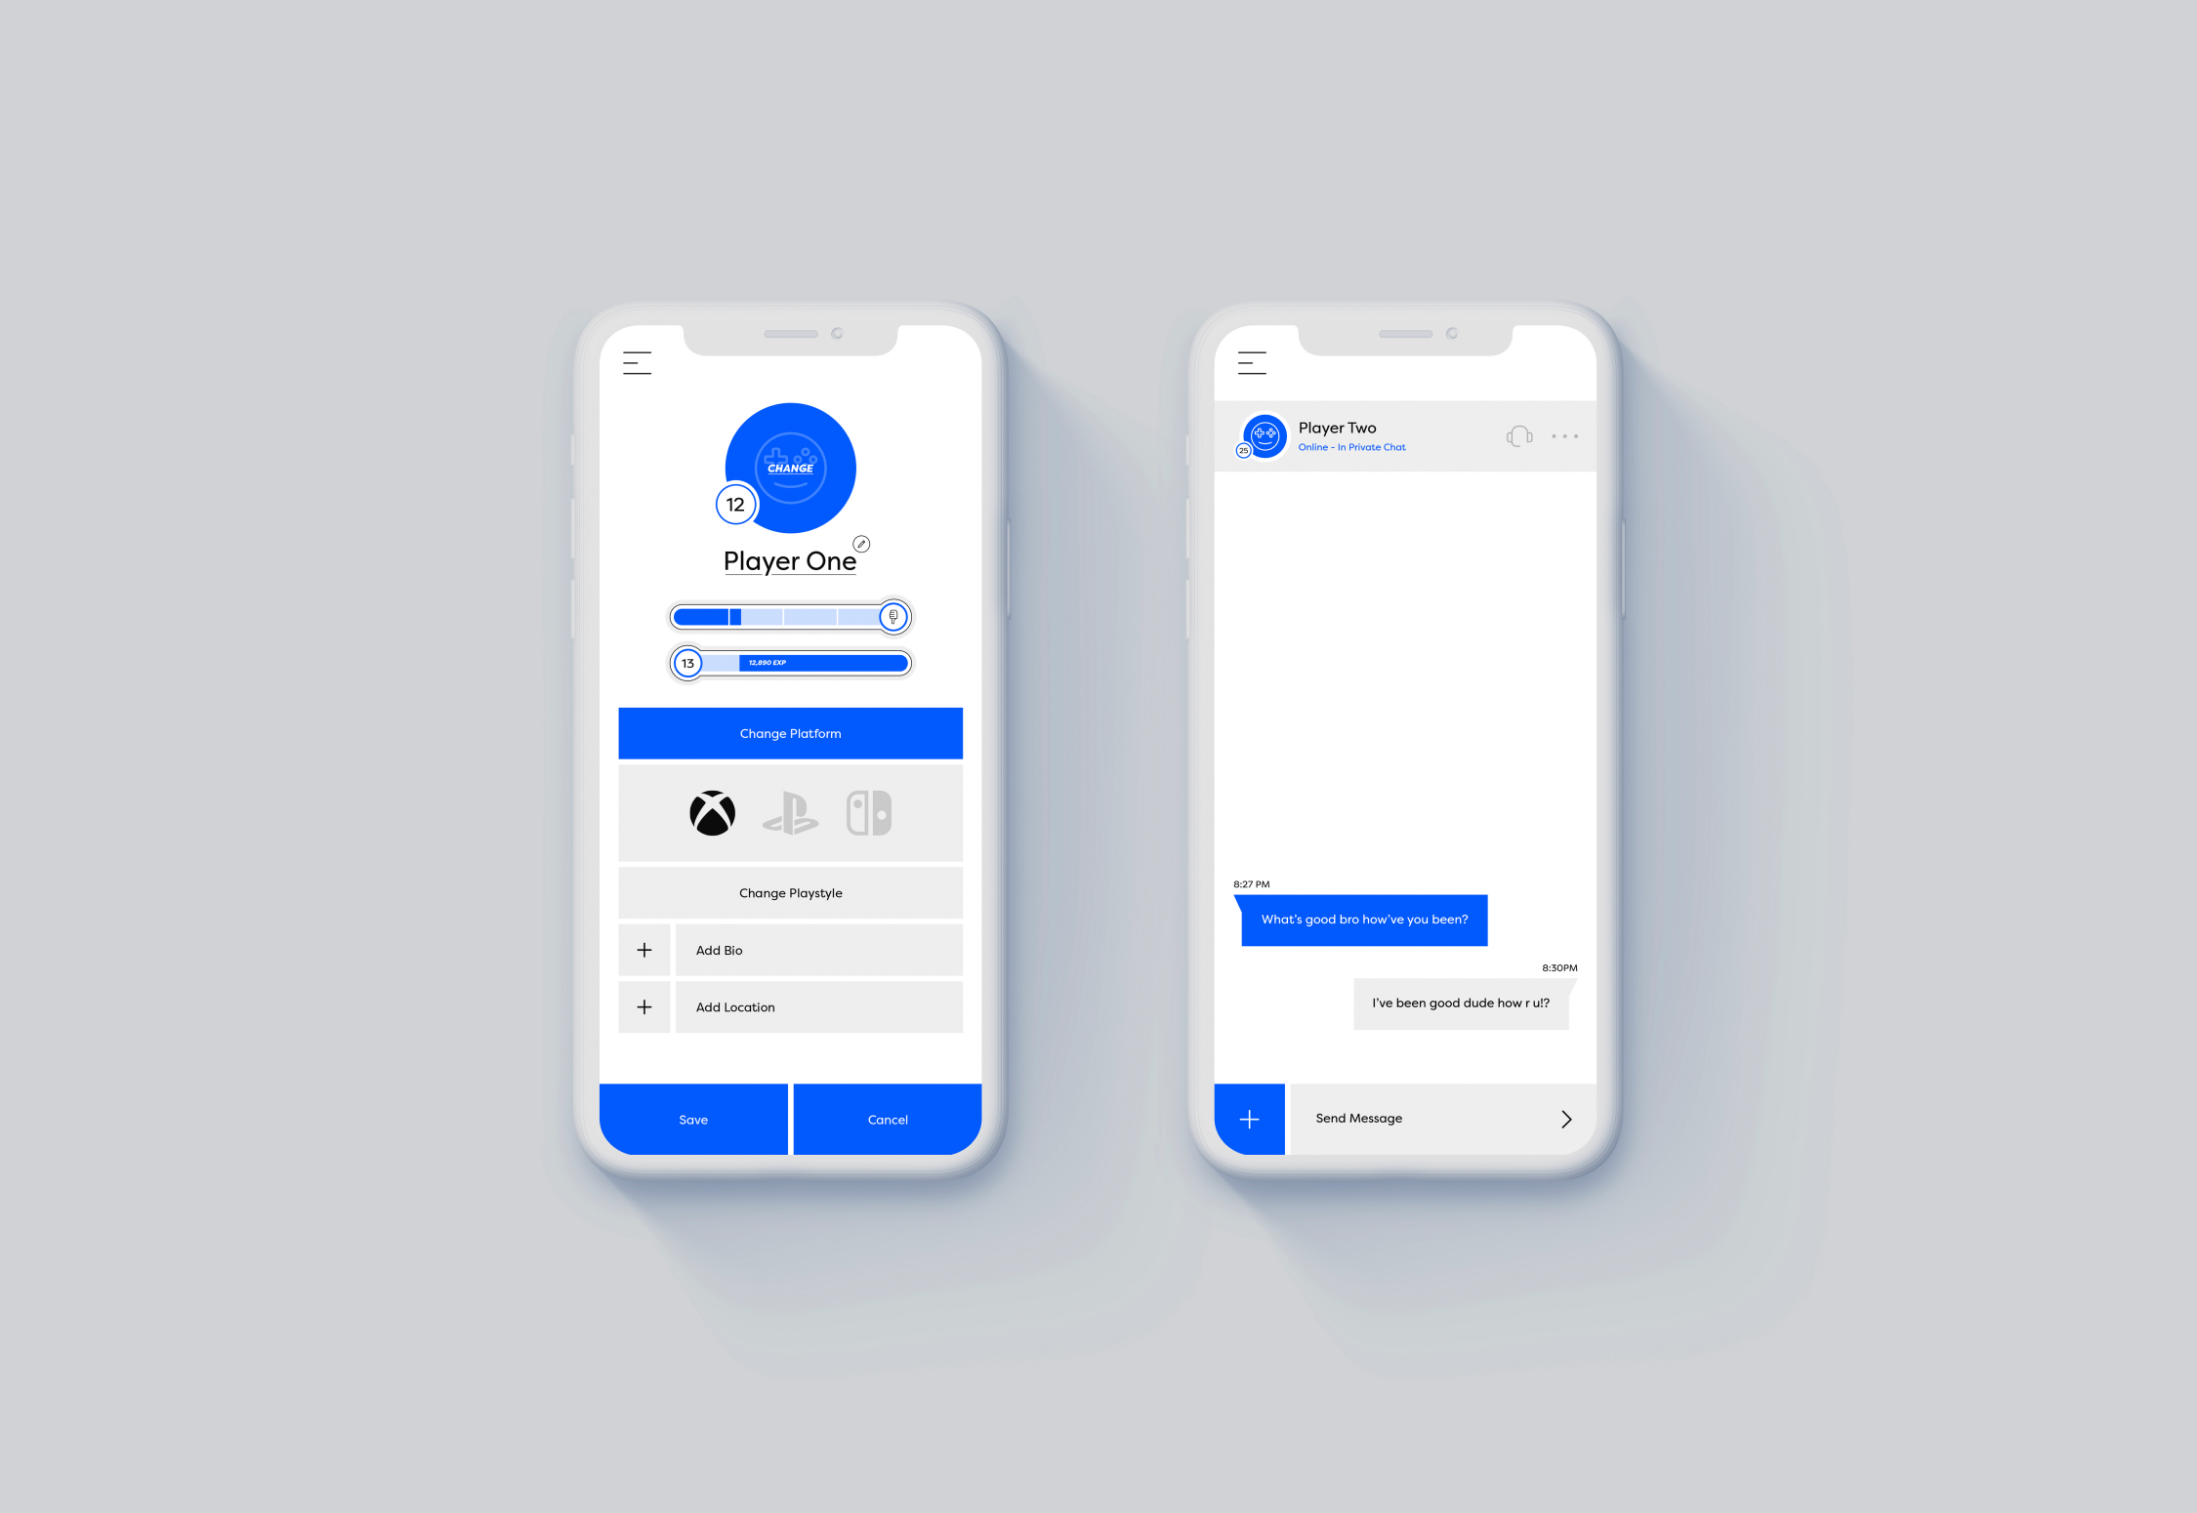 CHANGE
12
Player One
13
12,890 EXP
Change Platform
Change Playstyle
Add Bio
Add Location
Save
Cancel
Player Two
Online - In Private Chat
25
8:27 PM
What's good bro how've you been?
8:30PM
I've been good dude how r u!?
Send Message